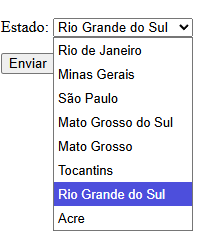 Estado: Rio Grande do Sul
Rio de Janeiro
Enviar
Minas Gerais
São Paulo
Mato Grosso do Sul
Mato Grosso
Tocantins
Rio Grande do Sul
Acre